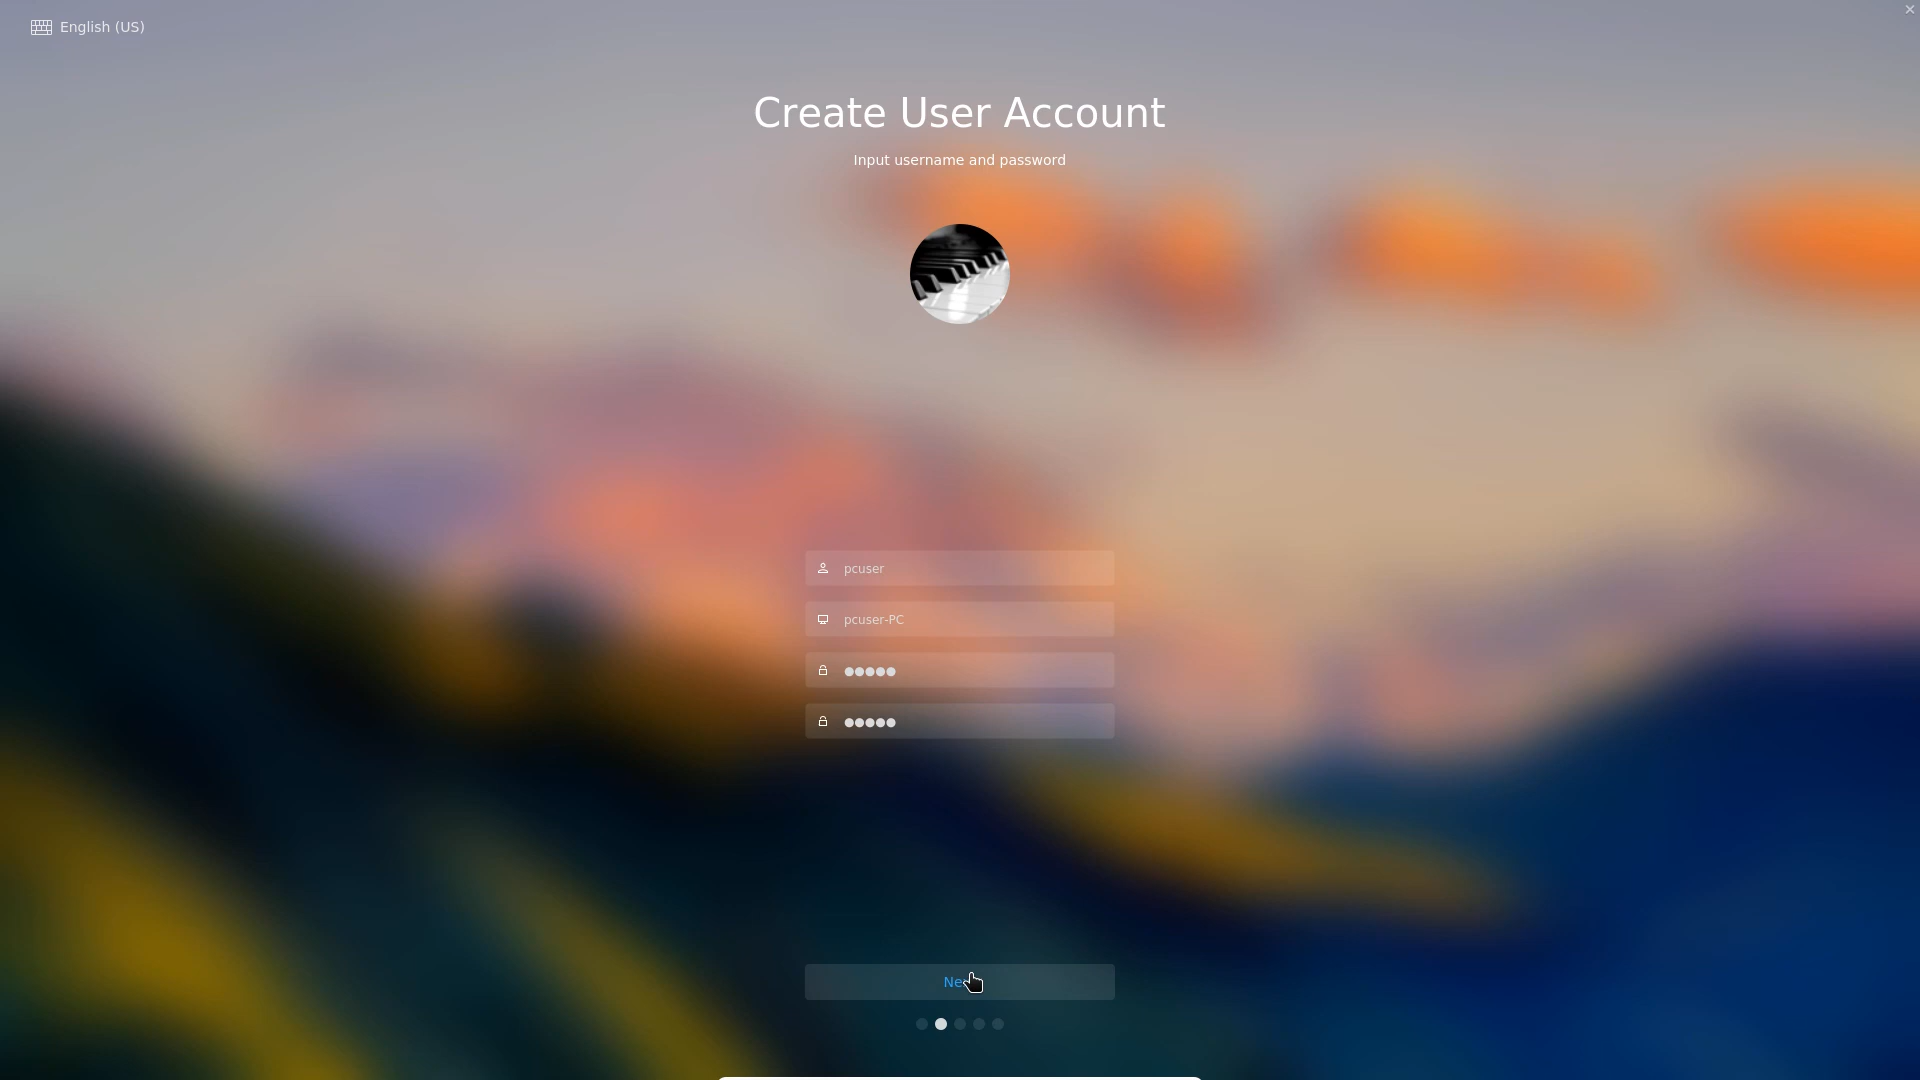 English (US)
Create User Account
Input username and password
pcuser
pcuser-PC
●●●●●
●●●●●